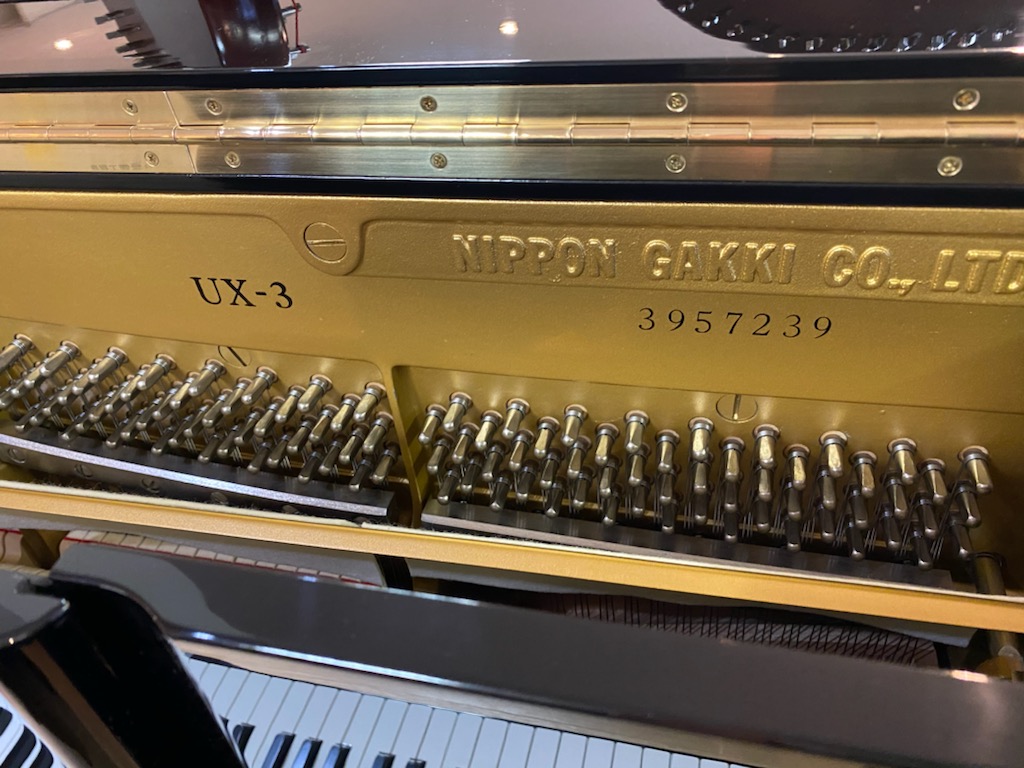 NIPPON GAKKI CO., LTD
UX-3
3957239